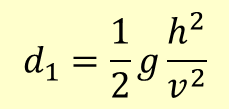 d₁ = 1/2 g h²/v²